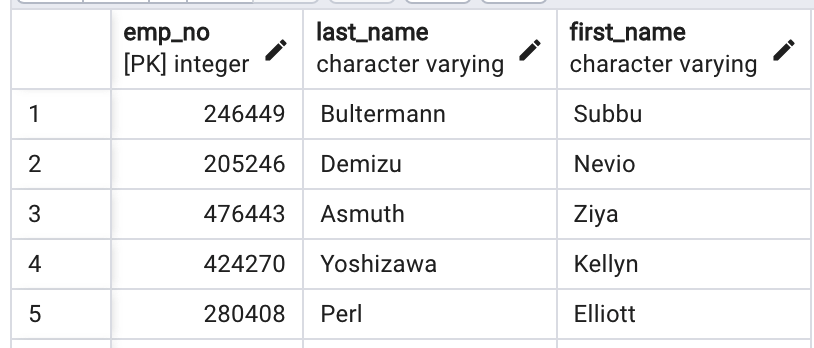 emp_no last_name first_name
[PK] integer character varying character varying
1 246449 Bultermann Subbu
2 205246 Demizu Nevio
3 476443 Asmuth Ziya
4 424270 Yoshizawa Kellyn
5 280408 Perl Elliott